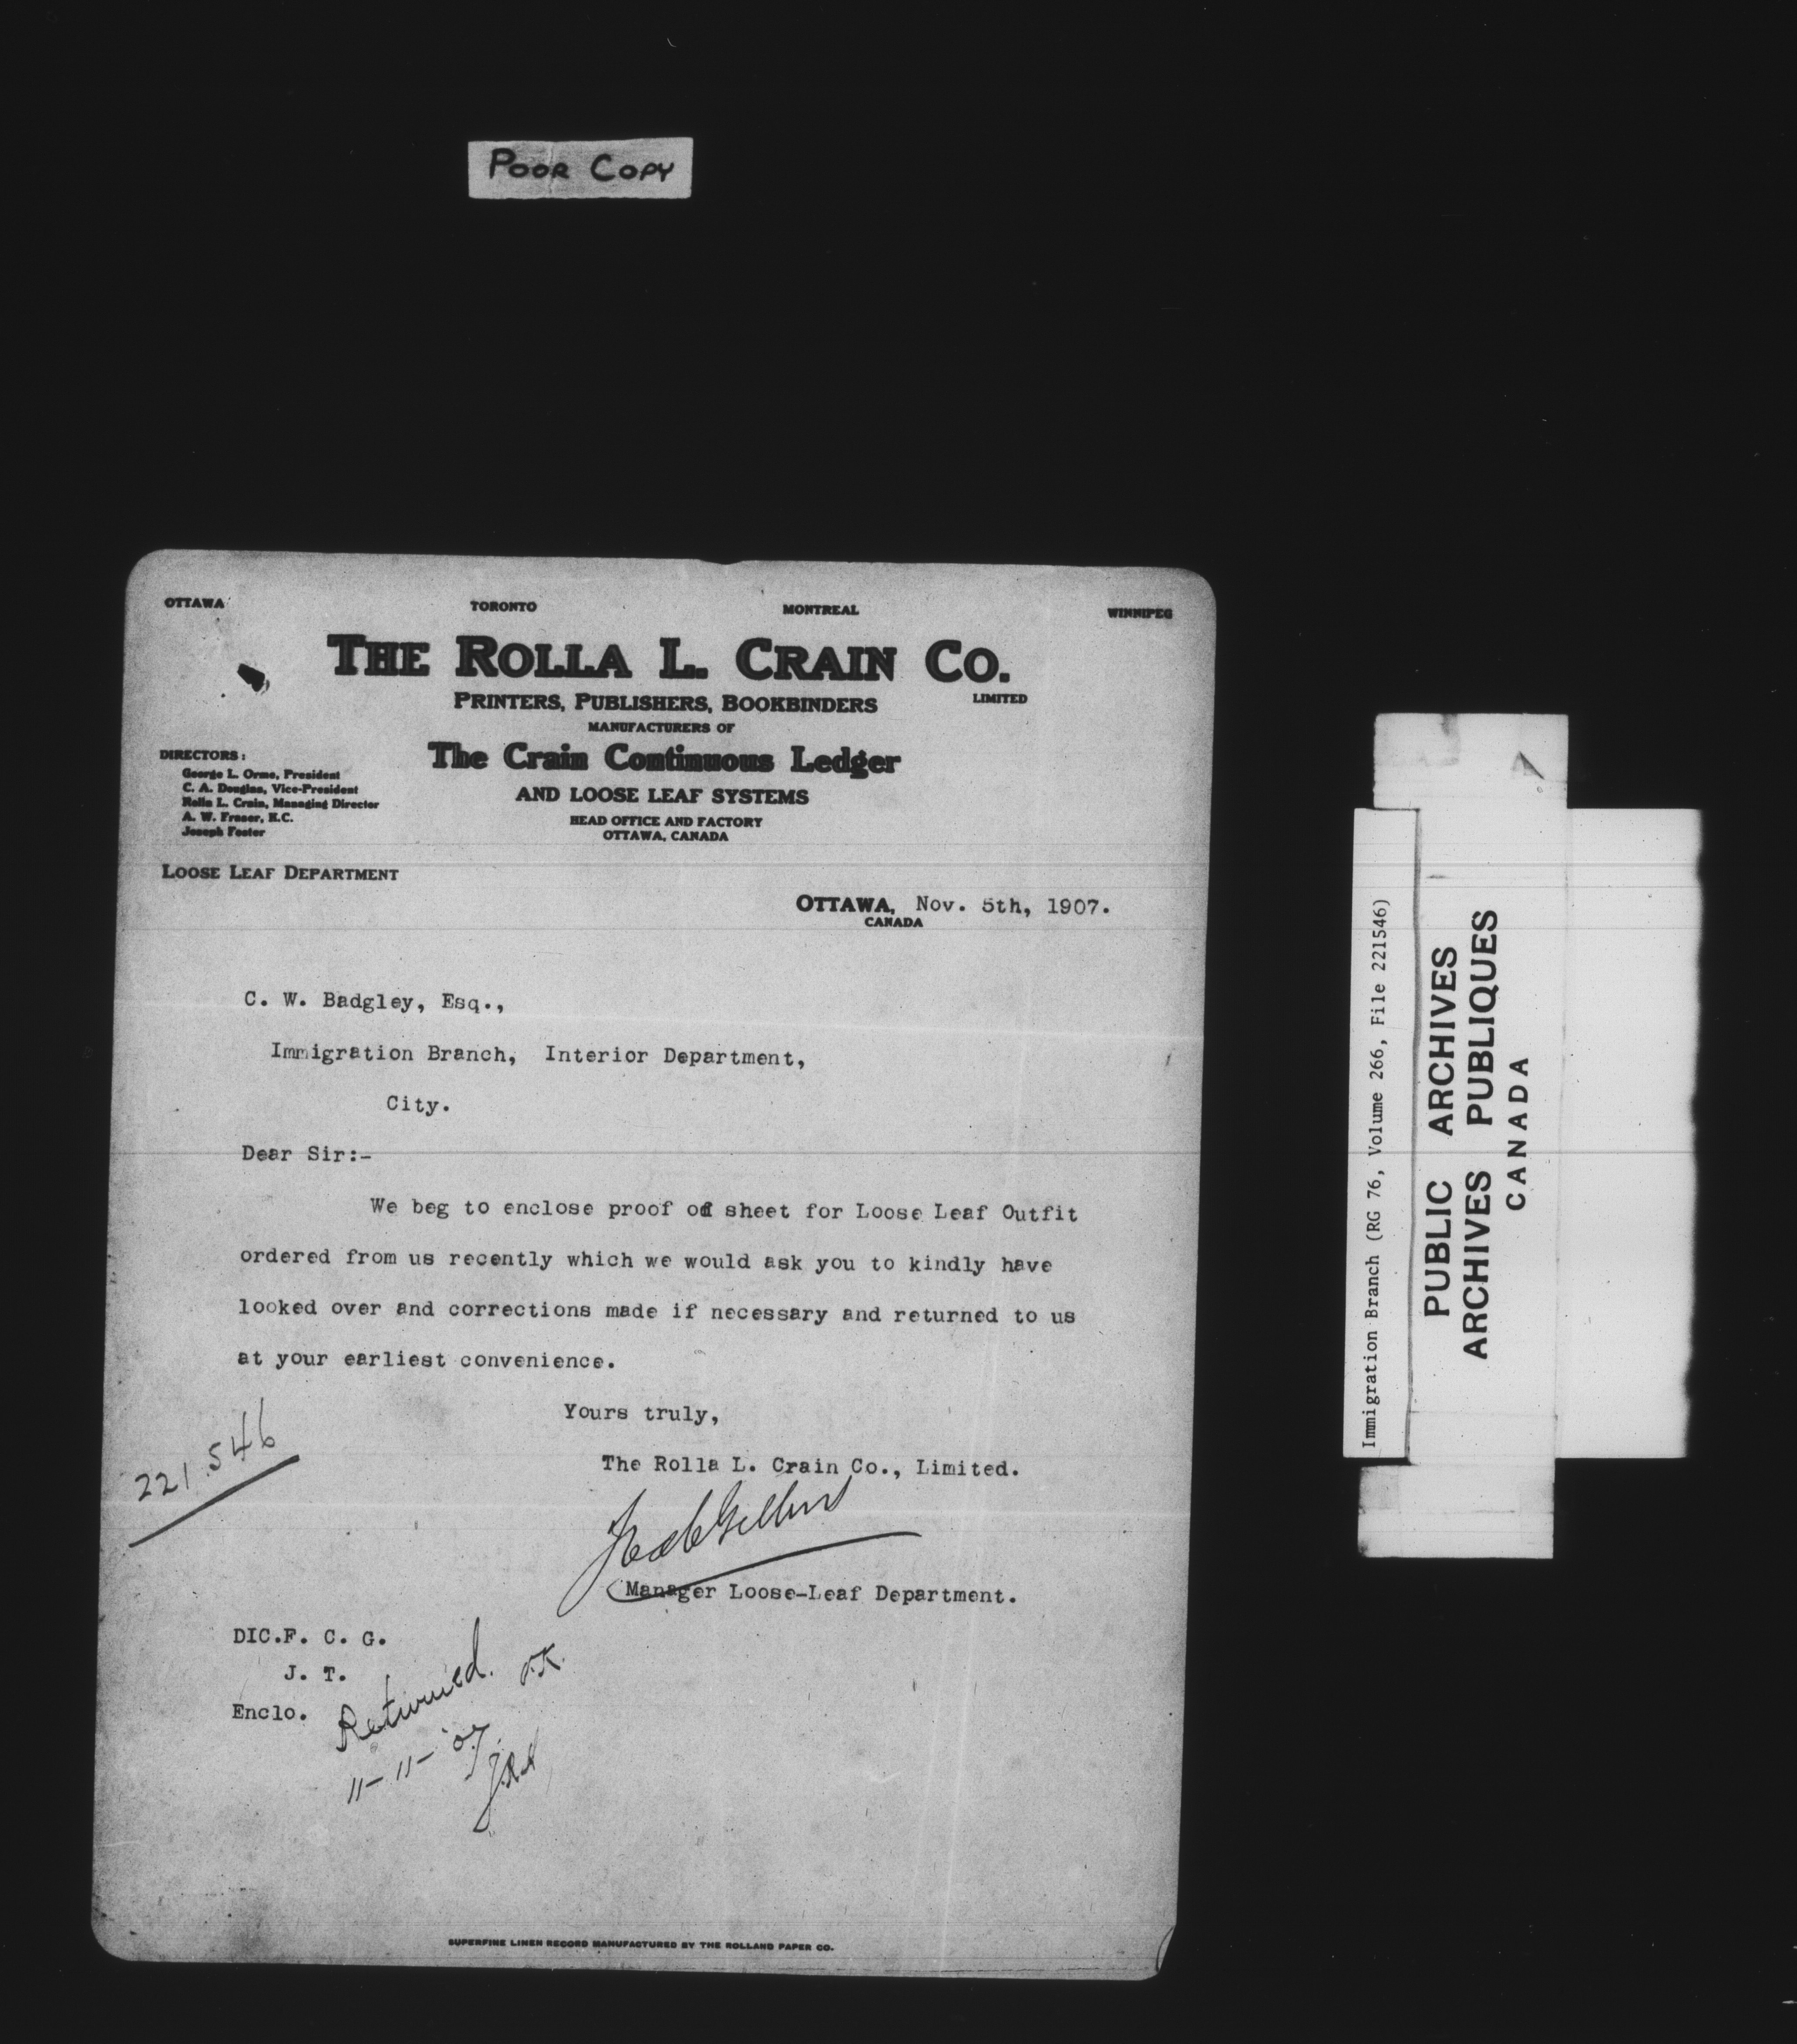 POOR COPY
OTTAWA TORONTO MONTREAL WINNIPEG
THE ROLLA L. CRAIN CO.
LIMITED
PRINTERS, PUBLISHERS, BOOKBINDERS
MANUFACTURERS OF
The Crain Continuous Ledger
AND LOOSE LEAF SYSTEMS
HEAD OFFICE AND FACTORY
OTTAWA, CANADA
DIRECTORS:
George L. Orme, President
C. A. Douglas, Vice-President
Rolla L. Crain, Managing Director
A. W. Fraser, K.C.
Joseph Foster
LOOSE LEAF DEPARTMENT
OTTAWA, Nov. 5th, 1907.
CANADA
C. W. Badgley, Esq.,
Immigration Branch, Interior Department,
City.
Dear Sir:-
We beg to enclose proof of sheet for Loose Leaf Outfit
ordered from us recently which we would ask you to kindly have
looked over and corrections made if necessary and returned to us
at your earliest convenience.
Yours truly,
The Rolla L. Crain Co., Limited.
221.546
Manager Loose-Leaf Department.
DIC.F. C. G.
J. T.
Enclo.
Returned. O.K.
11-11-'07.
SUPERFINE LINEN RECORD MANUFACTURED BY THE ROLLAND PAPER CO.
Immigration Branch (RG 76, Volume 266, File 221546)
PUBLIC ARCHIVES
ARCHIVES PUBLIQUES
CANADA